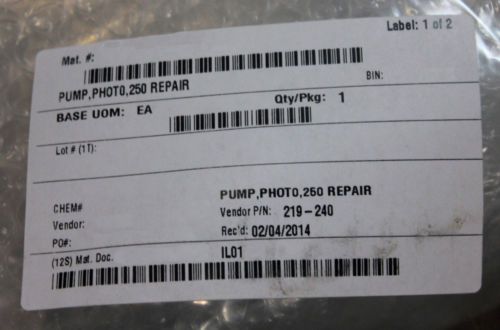 Label: 1 of 2
Mat. #:
PUMP,PHOTO,250 REPAIR
BIN:
BASE UOM: EA
Qty/Pkg: 1
Lot # (1T):
PUMP,PHOTO,250 REPAIR
CHEM#
Vendor:
Vendor P/N: 219-240
PO#:
Rec'd: 02/04/2014
(12S) Mat. Doc.
IL01